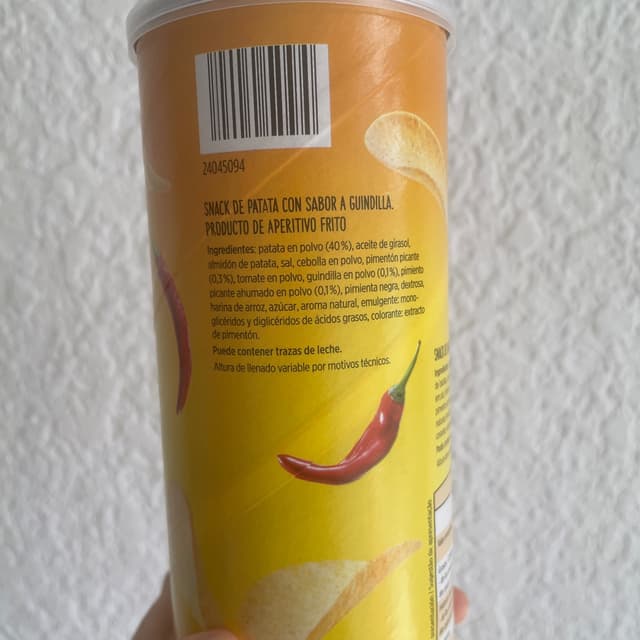 24045094
SNACK DE PATATA CON SABOR A GUINDILLA.
PRODUCTO DE APERITIVO FRITO
Ingredientes: patata en polvo (40%), aceite de girasol,
almidón de patata, sal, cebolla en polvo, pimentón picante
(0,3%), tomate en polvo, guindilla en polvo (0,1%), pimiento
picante ahumado en polvo (0,1%), pimienta negra, dextrosa,
harina de arroz, azúcar, aroma natural, emulgente: mono-
glicéridos y diglicéridos de ácidos grasos, colorante: extracto
de pimentón.
Puede contener trazas de leche.
Altura de llenado variable por motivos técnicos.